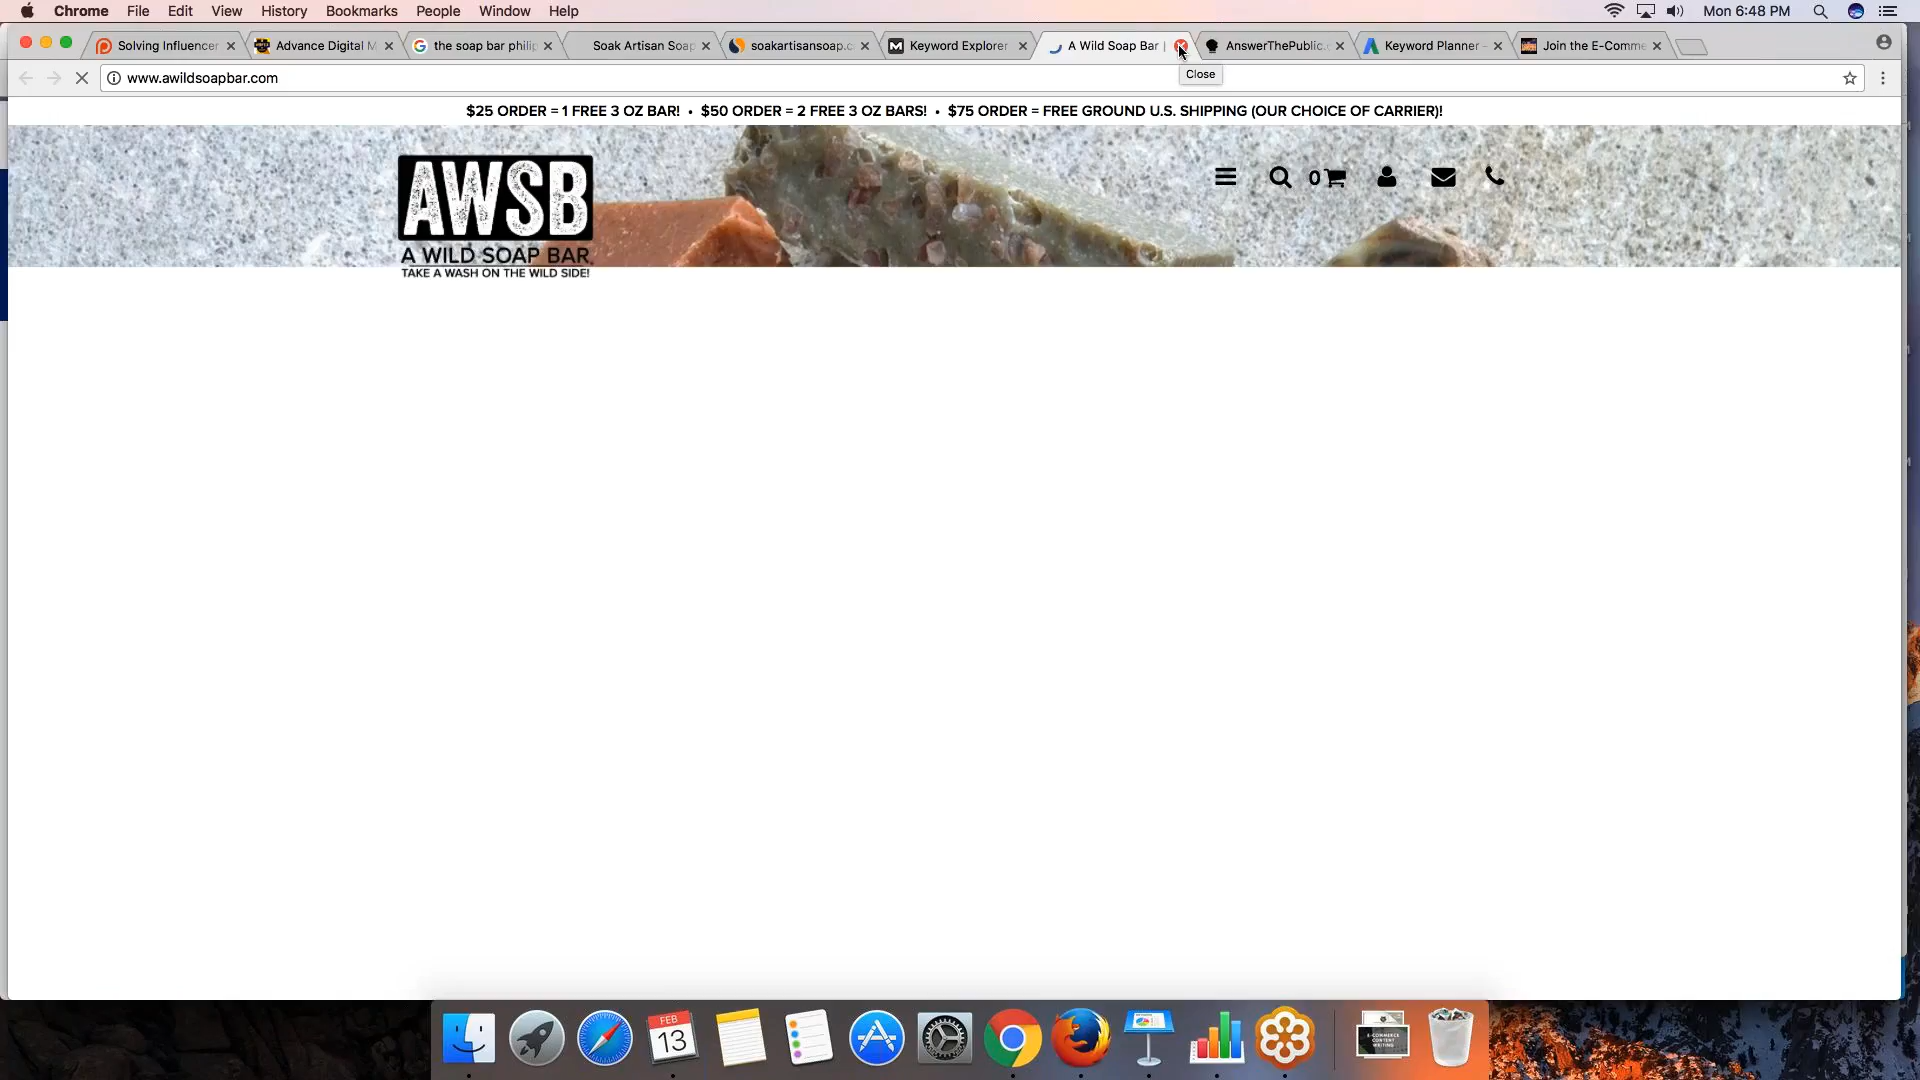 Chrome File Edit View History Bookmarks People Window Help Mon 6:48 PM
Solving Influencer Advance Digital M the soap bar philip Soak Artisan Soap soakartisansoap.c Keyword Explorer A Wild Soap Bar | AnswerThePublic. Keyword Planner - Join the E-Comme
www.awildsoapbar.com
Close
$25 ORDER = 1 FREE 3 OZ BAR! • $50 ORDER = 2 FREE 3 OZ BARS! • $75 ORDER = FREE GROUND U.S. SHIPPING (OUR CHOICE OF CARRIER)!
AWSB
A WILD SOAP BAR
TAKE A WASH ON THE WILD SIDE!
0
FEB
13
E-COMMERCE
CONTENT
WRITING